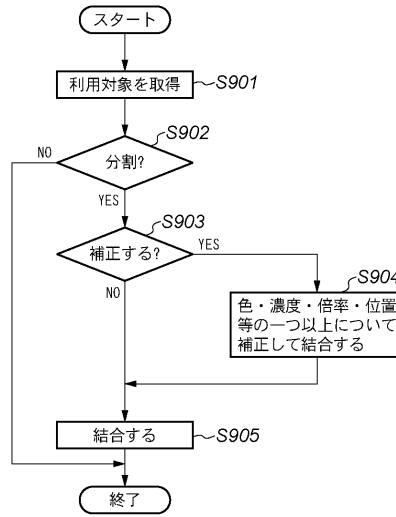 スタート
利用対象を取得
S901
S902
NO
分割?
YES
S903
補正する?
YES
NO
S904
色・濃度・倍率・位置
等の一つ以上について
補正して結合する
結合する
S905
終了